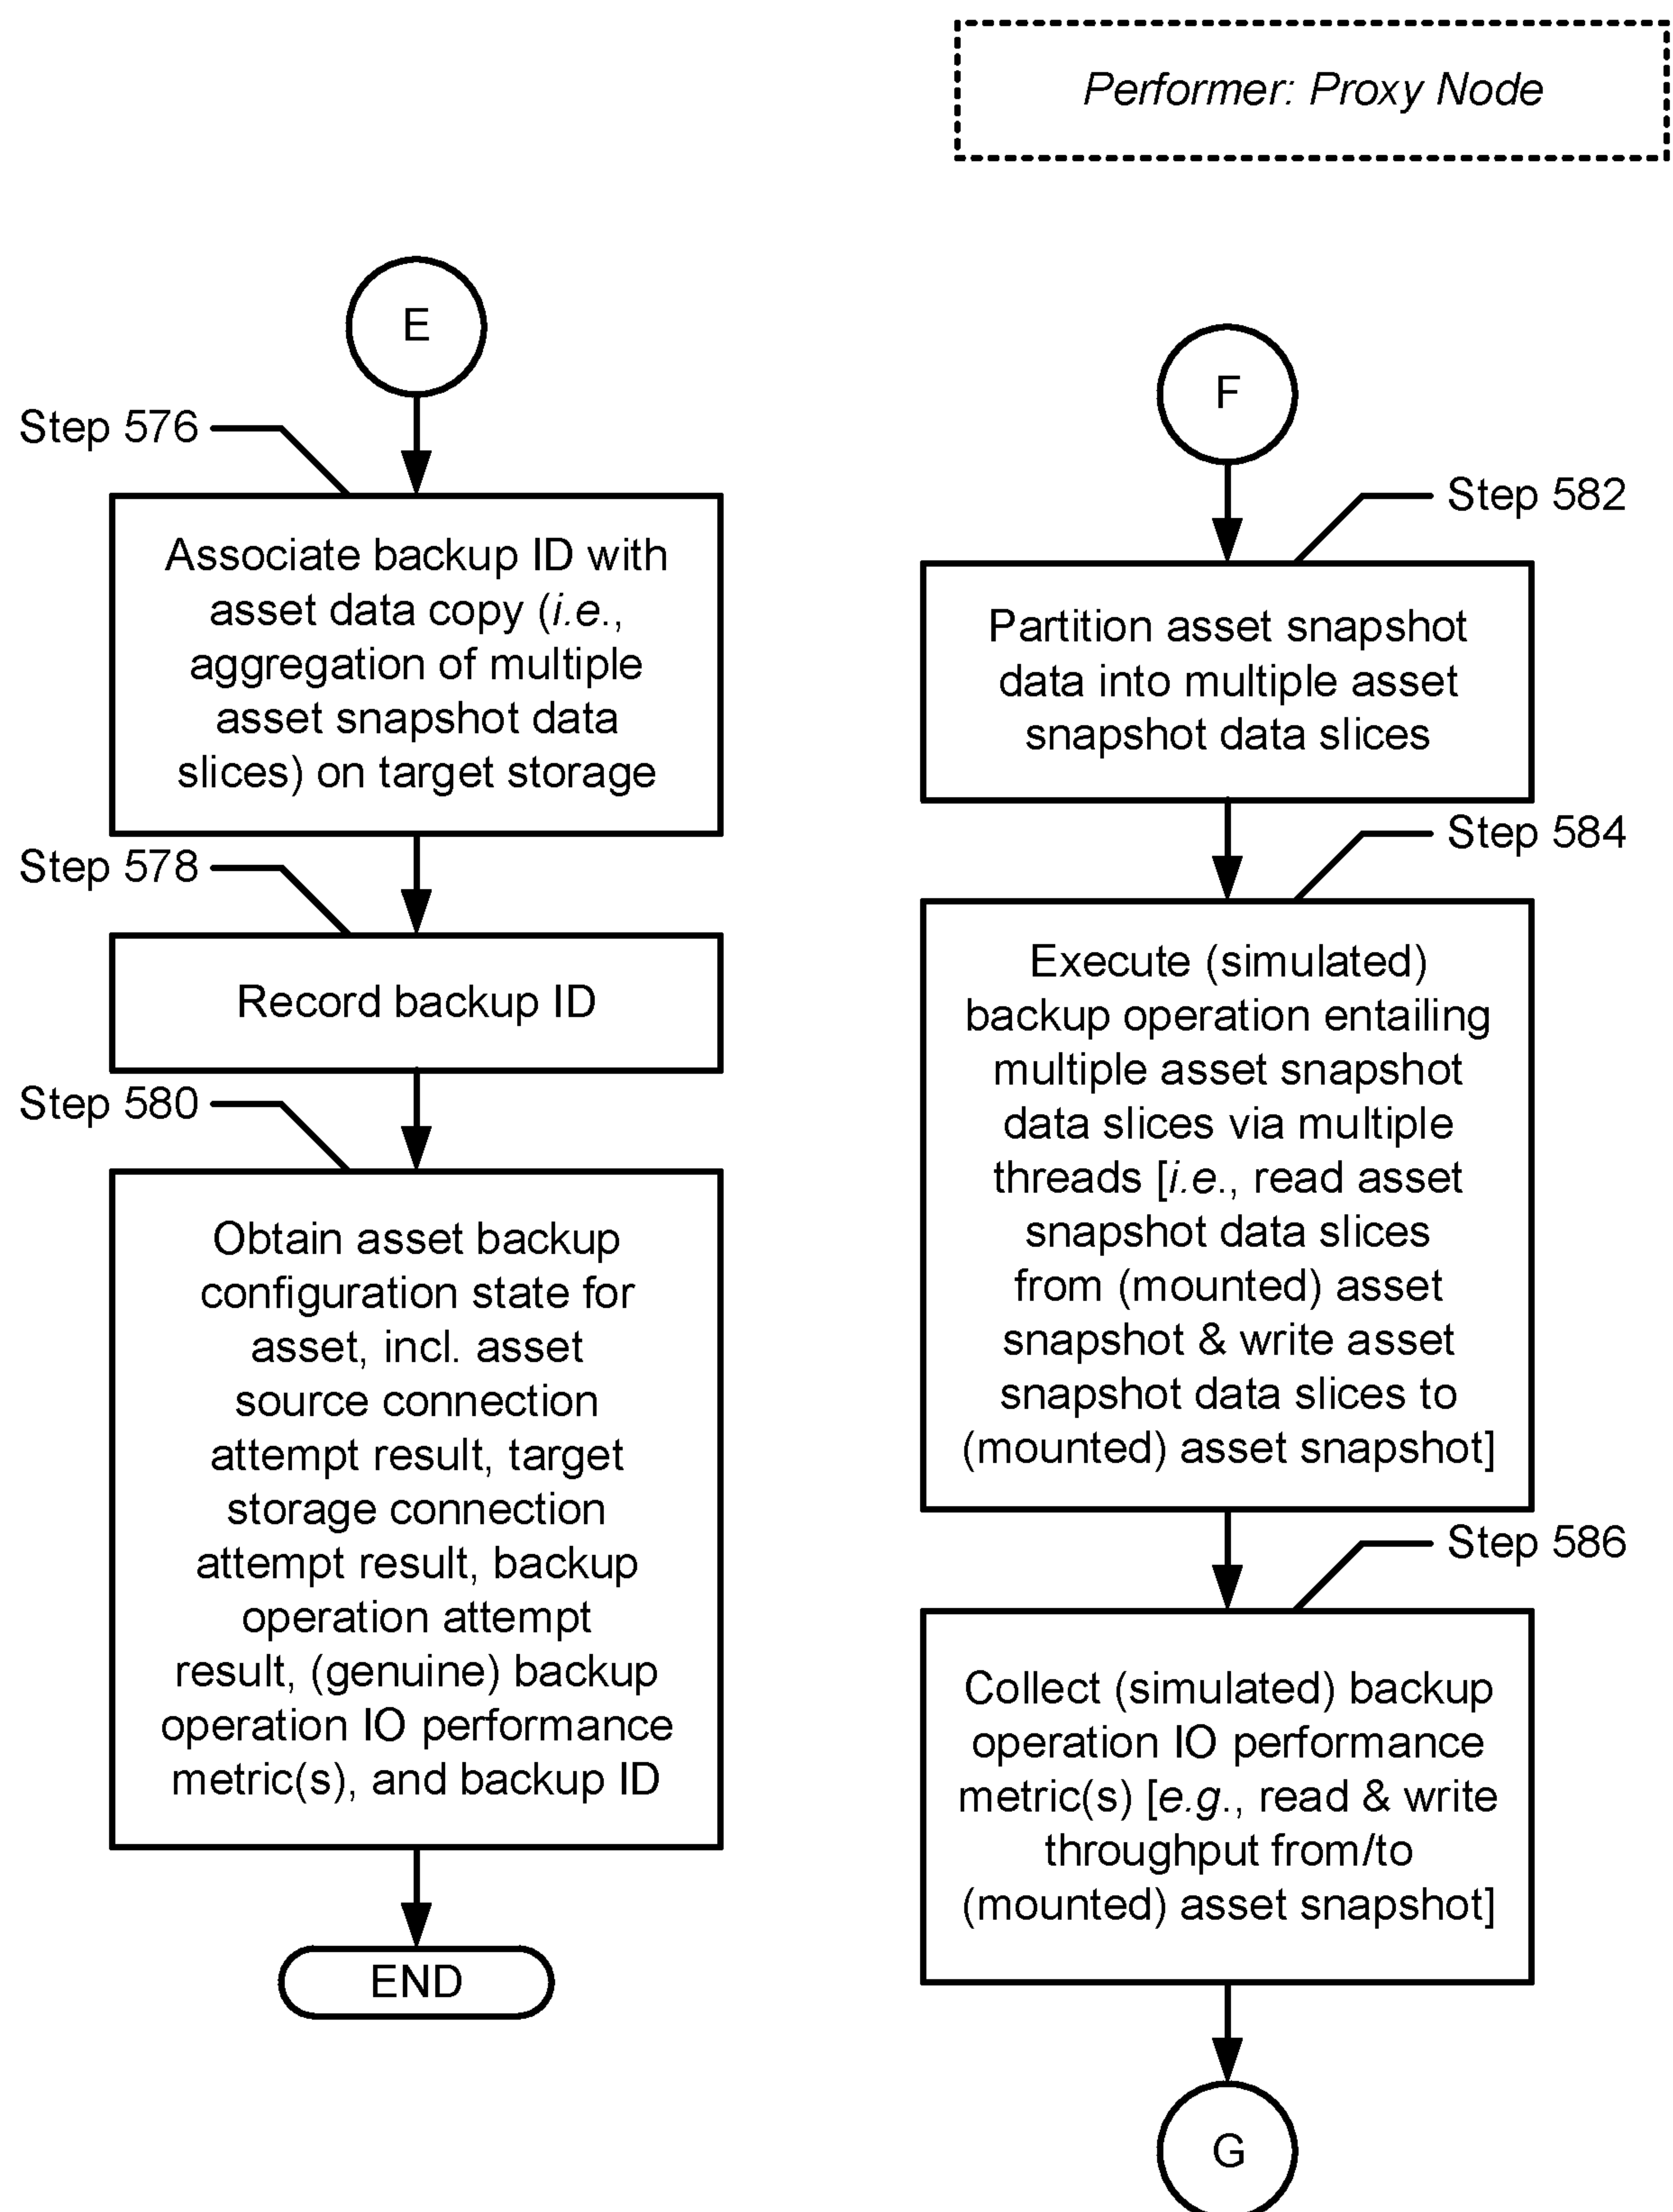 Performer: Proxy Node
E
Step 576
Associate backup ID with
asset data copy (i.e.,
aggregation of multiple
asset snapshot data
slices) on target storage
Step 578
Record backup ID
Step 580
Obtain asset backup
configuration state for
asset, incl. asset
source connection
attempt result, target
storage connection
attempt result, backup
operation attempt
result, (genuine) backup
operation IO performance
metric(s), and backup ID
END
F
Step 582
Partition asset snapshot
data into multiple asset
snapshot data slices
Step 584
Execute (simulated)
backup operation entailing
multiple asset snapshot
data slices via multiple
threads [i.e., read asset
snapshot data slices
from (mounted) asset
snapshot & write asset
snapshot data slices to
(mounted) asset snapshot]
Step 586
Collect (simulated) backup
operation IO performance
metric(s) [e.g., read & write
throughput from/to
(mounted) asset snapshot]
G